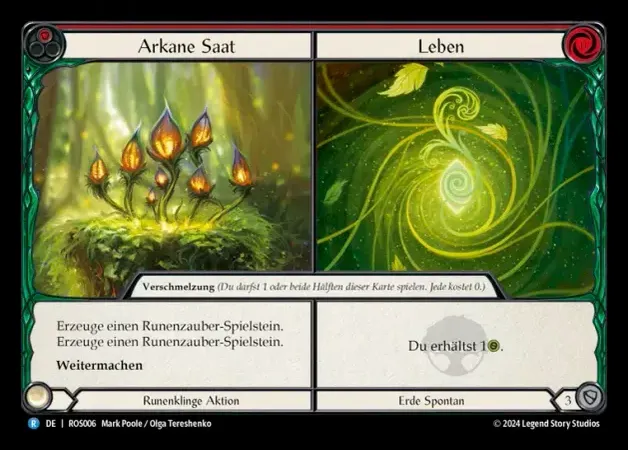 Arkane Saat
Leben
Verschmelzung (Du darfst 1 oder beide Hälften dieser Karte spielen. Jede kostet 0.)
Erzeuge einen Runenzauber-Spielstein.
Erzeuge einen Runenzauber-Spielstein.
Weitermachen
Du erhältst 1.
Runenklinge Aktion
Erde Spontan
3
R DE | ROS006 Mark Poole / Olga Tereshenko
© 2024 Legend Story Studios